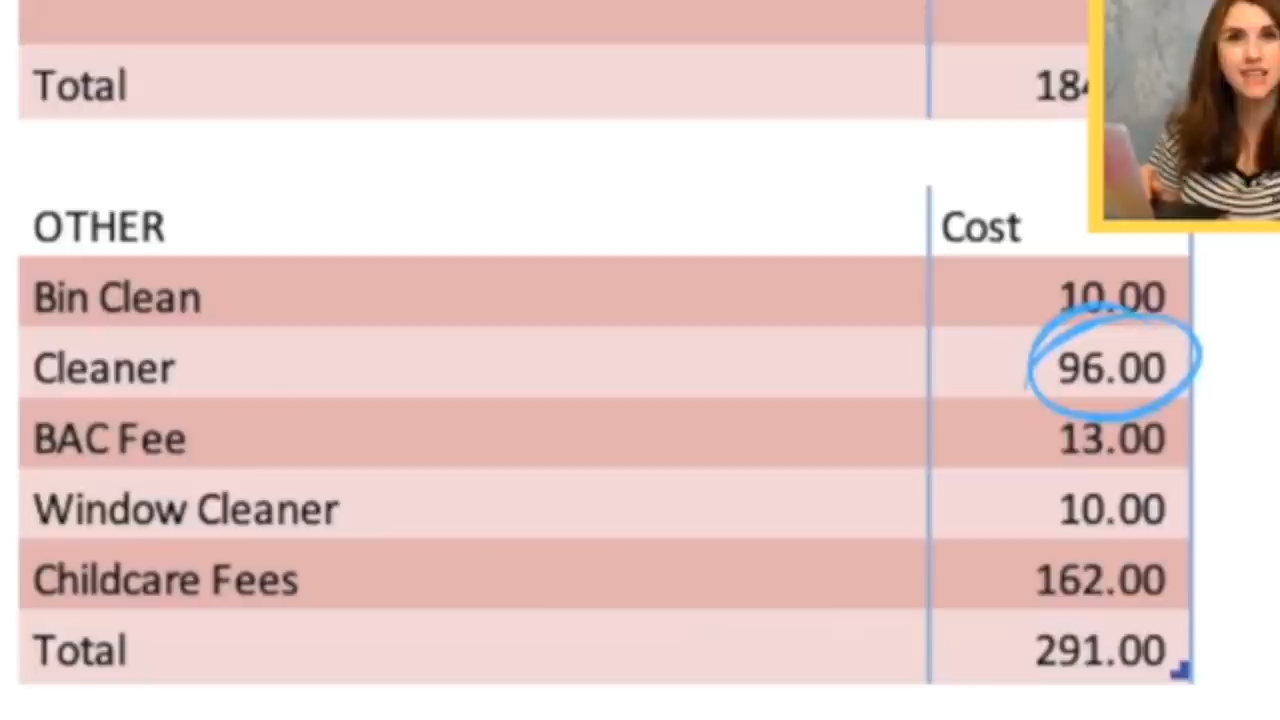 Total
OTHER Cost
Bin Clean 10.00
Cleaner 96.00
BAC Fee 13.00
Window Cleaner 10.00
Childcare Fees 162.00
Total 291.00